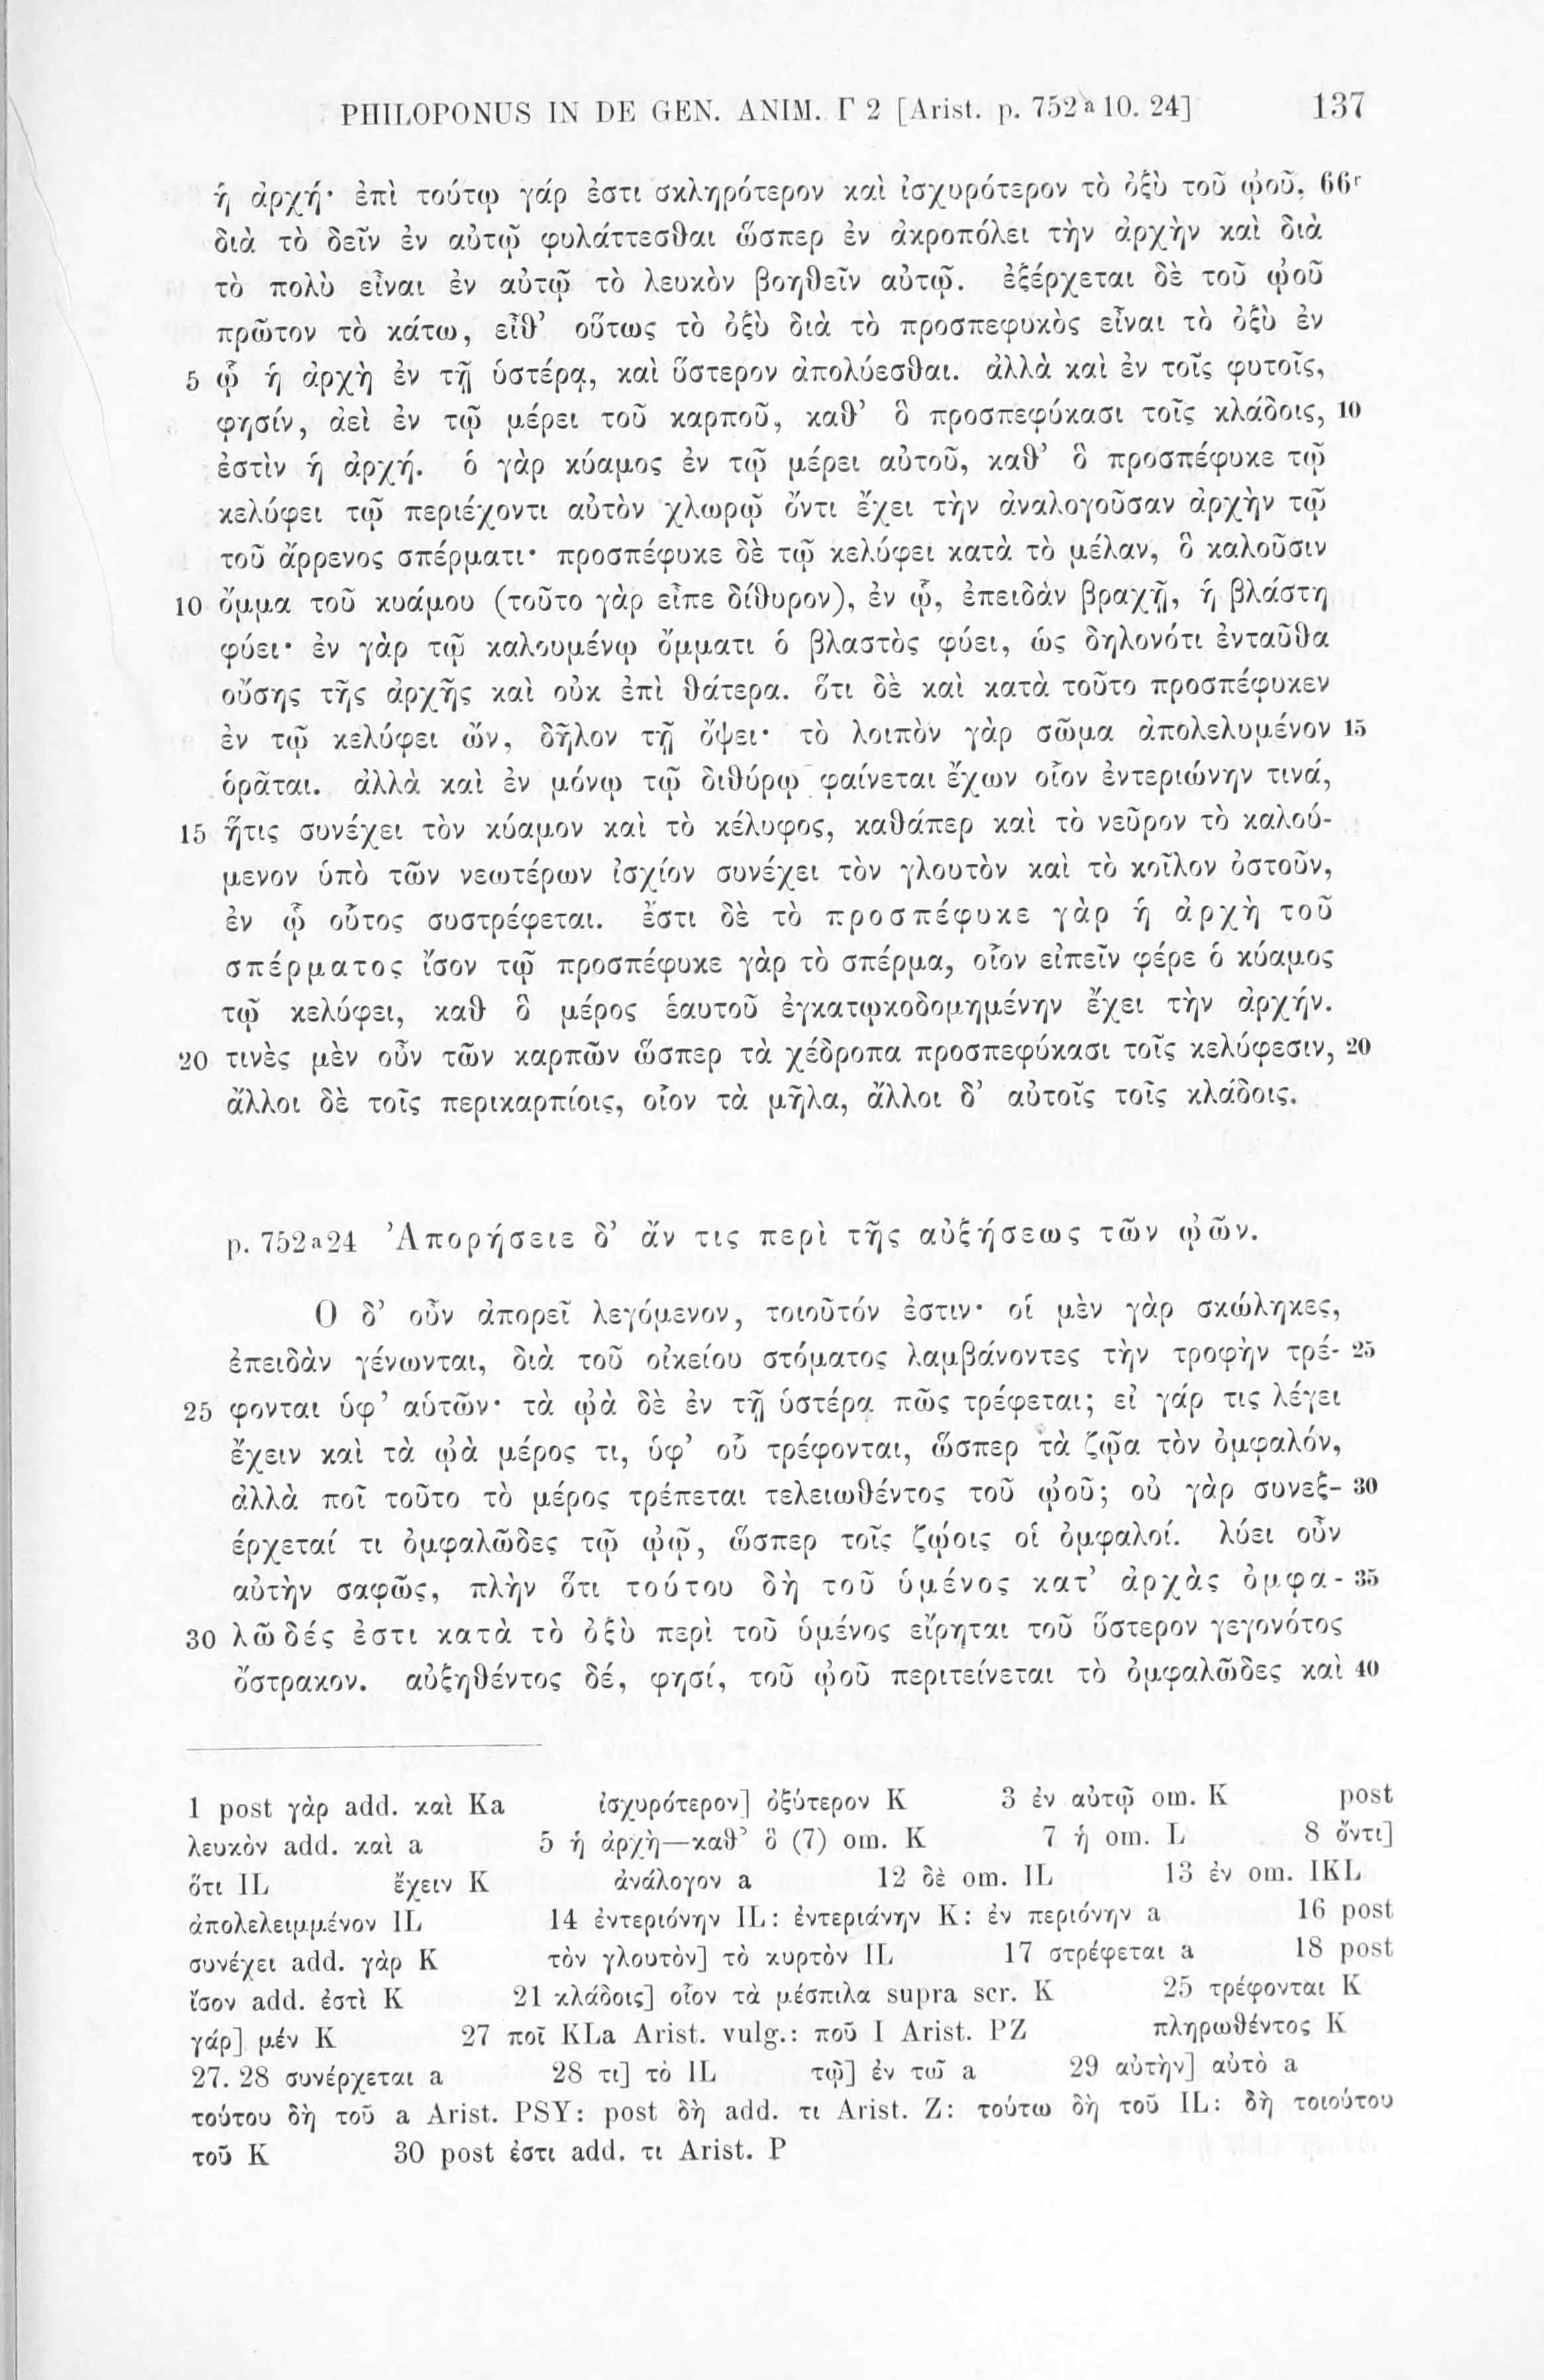 PHILOPONUS IN DE GEN. ANIM. Γ 2 [Arist. p. 752 a 10. 24] 137
ἡ ἀρχή· ἐπὶ τούτῳ γάρ ἐστι σκληρότερον καὶ ἰσχυρότερον τὸ ὀξὺ τοῦ ᾠοῦ, 66r
διὰ τὸ δεῖν ἐν αὐτῷ φυλάττεσθαι ὥσπερ ἐν ἀκροπόλει τὴν ἀρχὴν καὶ διὰ
τὸ πολὺ εἶναι ἐν αὐτῷ τὸ λευκὸν βοηθεῖν αὐτῷ. ἐξέρχεται δὲ τοῦ ᾠοῦ
πρῶτον τὸ κάτω, εἶθ’ οὕτως τὸ ὀξὺ διὰ τὸ προσπεφυκὸς εἶναι τὸ ὀξὺ ἐν
5 ᾧ ἡ ἀρχὴ ἐν τῇ ὑστέρᾳ, καὶ ὕστερον ἀπολύεσθαι. ἀλλὰ καὶ ἐν τοῖς φυτοῖς,
φησίν, ἀεὶ ἐν τῷ μέρει τοῦ καρποῦ, καθ’ ὃ προσπεφύκασι τοῖς κλάδοις, 10
ἐστὶν ἡ ἀρχή. ὁ γὰρ κύαμος ἐν τῷ μέρει αὐτοῦ, καθ’ ὃ προσπέφυκε τῷ
κελύφει τῷ περιέχοντι αὐτὸν χλωρῷ ὄντι ἔχει τὴν ἀναλογοῦσαν ἀρχὴν τῷ
τοῦ ἄρρενος σπέρματι· προσπέφυκε δὲ τῷ κελύφει κατὰ τὸ μέλαν, ὃ καλοῦσιν
10 ὄμμα τοῦ κυάμου (τοῦτο γὰρ εἶπε δίθυρον), ἐν ᾧ, ἐπειδὰν βραχῇ, ἡ βλάστη
φύει· ἐν γὰρ τῷ καλουμένῳ ὄμματι ὁ βλαστὸς φύει, ὡς δηλονότι ἐνταῦθα
οὔσης τῆς ἀρχῆς καὶ οὐκ ἐπὶ θάτερα. ὅτι δὲ καὶ κατὰ τοῦτο προσπέφυκεν
ἐν τῷ κελύφει ὤν, δῆλον τῇ ὄψει· τὸ λοιπὸν γὰρ σῶμα ἀπολελυμένον 15
ὁρᾶται. ἀλλὰ καὶ ἐν μόνῳ τῷ διθύρῳ φαίνεται ἔχων οἷον ἐντεριώνην τινά,
15 ἥτις συνέχει τὸν κύαμον καὶ τὸ κέλυφος, καθάπερ καὶ τὸ νεῦρον τὸ καλού-
μενον ὑπὸ τῶν νεωτέρων ἰσχίον συνέχει τὸν γλουτὸν καὶ τὸ κοῖλον ὀστοῦν,
ἐν ᾧ οὗτος συστρέφεται. ἔστι δὲ τὸ προσπέφυκε γὰρ ἡ ἀρχὴ τοῦ
σπέρματος ἴσον τῷ προσπέφυκε γὰρ τὸ σπέρμα, οἷον εἰπεῖν φέρε ὁ κύαμος
τῷ κελύφει, καθ ὃ μέρος ἑαυτοῦ ἐγκατῳκοδομημένην ἔχει τὴν ἀρχήν.
20 τινὲς μὲν οὖν τῶν καρπῶν ὥσπερ τὰ χέδροπα προσπεφύκασι τοῖς κελύφεσιν, 20
ἄλλοι δὲ τοῖς περικαρπίοις, οἷον τὰ μῆλα, ἄλλοι δ’ αὐτοῖς τοῖς κλάδοις.
p. 752a24 Ἀπορήσειε δ’ ἄν τις περὶ τῆς αὐξήσεως τῶν ᾠῶν.
Ο δ’ οὖν ἀπορεῖ λεγόμενον, τοιοῦτόν ἐστιν· οἱ μὲν γὰρ σκώληκες,
ἐπειδὰν γένωνται, διὰ τοῦ οἰκείου στόματος λαμβάνοντες τὴν τροφὴν τρέ- 25
25 φονται ὑφ’ αὑτῶν· τὰ ᾠὰ δὲ ἐν τῇ ὑστέρᾳ πῶς τρέφεται; εἰ γάρ τις λέγει
ἔχειν καὶ τὰ ᾠὰ μέρος τι, ὑφ’ οὗ τρέφονται, ὥσπερ τὰ ζῷα τὸν ὀμφαλόν,
ἀλλὰ ποῖ τοῦτο τὸ μέρος τρέπεται τελειωθέντος τοῦ ᾠοῦ; οὐ γὰρ συνεξ- 30
έρχεταί τι ὀμφαλῶδες τῷ ᾠῷ, ὥσπερ τοῖς ζῴοις οἱ ὀμφαλοί. λύει οὖν
αὐτὴν σαφῶς, πλὴν ὅτι τούτου δὴ τοῦ ὑμένος κατ’ ἀρχὰς ὀμφα- 35
30 λῶδές ἐστι κατὰ τὸ ὀξὺ περὶ τοῦ ὑμένος εἴρηται τοῦ ὕστερον γεγονότος
ὄστρακον. αὐξηθέντος δέ, φησί, τοῦ ᾠοῦ περιτείνεται τὸ ὀμφαλῶδες καὶ 40
1 post γὰρ add. καὶ Ka ἰσχυρότερον] ὀξύτερον K 3 ἐν αὐτῷ om. K post
λευκὸν add. καὶ a 5 ἡ ἀρχὴ—καθ’ ὃ (7) om. K 7 ἡ om. L 8 ὄντι]
ὅτι IL ἔχειν K ἀνάλογον a 12 δὲ om. IL 13 ἐν om. IKL
ἀπολελειμμένον IL 14 ἐντεριόνην IL: ἐντεριάνην K: ἐν περιόνην a 16 post
συνέχει add. γὰρ K τὸν γλουτὸν] τὸ κυρτὸν IL 17 στρέφεται a 18 post
ἴσον add. ἐστὶ K 21 κλάδοις] οἷον τὰ μέσπιλα supra scr. K 25 τρέφονται K
γάρ] μέν K 27 ποῖ KLa Arist. vulg.: ποῦ I Arist. PZ πληρωθέντος K
27. 28 συνέρχεται a 28 τι] τὸ IL τῷ] ἐν τῷ a 29 αὐτὴν] αὐτὸ a
τούτου δὴ τοῦ a Arist. PSY: post δὴ add. τι Arist. Z: τούτω δὴ τοῦ IL: δὴ τοιούτου
τοῦ K 30 post ἐστι add. τι Arist. P